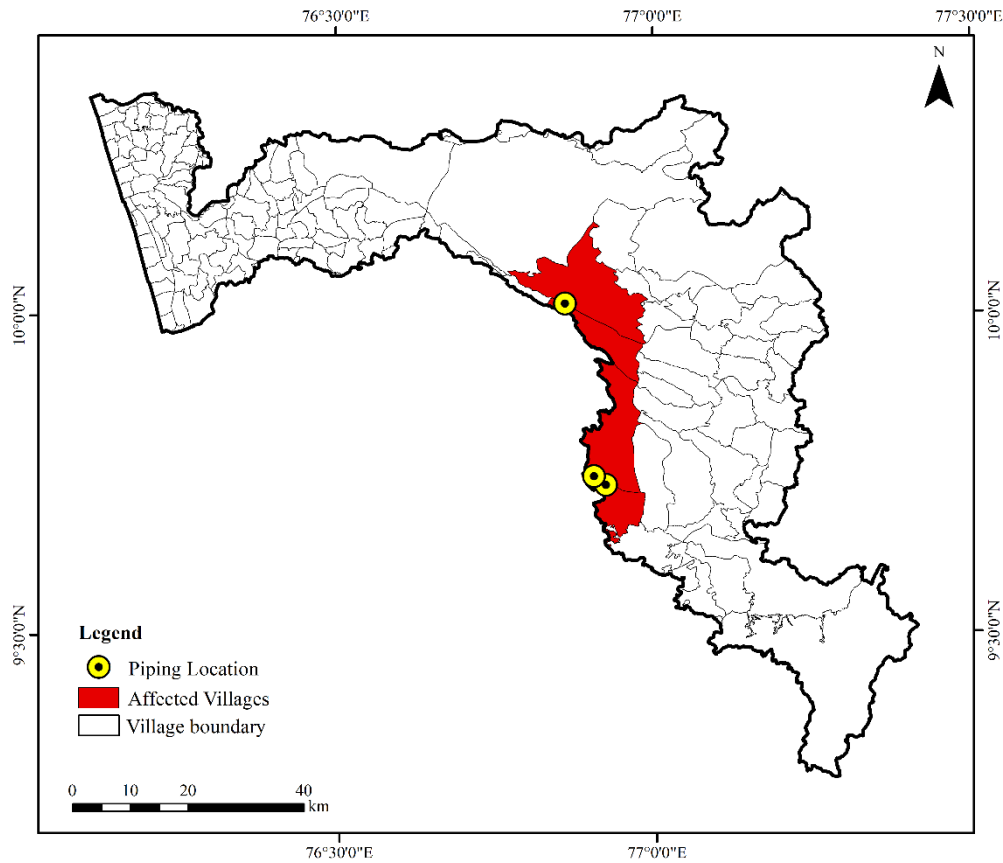 76°30'0"E 77°0'0"E 77°30'0"E
N
10°0'0"N 10°0'0"N
9°30'0"N 9°30'0"N
Legend
Piping Location
Affected Villages
Village boundary
0 10 20 40
km
76°30'0"E 77°0'0"E